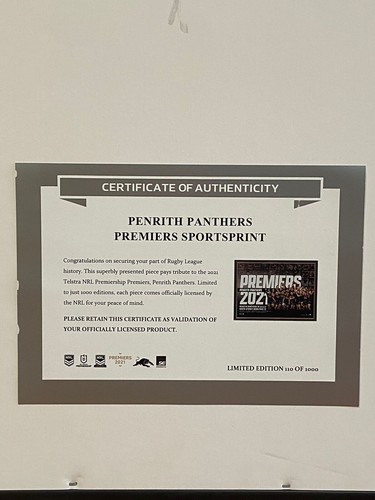 CERTIFICATE OF AUTHENTICITY
PENRITH PANTHERS
PREMIERS SPORTSPRINT
Congratulations on securing your part of Rugby League
history. This superbly presented piece pays tribute to the 2021
Telstra NRL Premiership Premiers, Penrith Panthers. Limited
to just 1000 editions, each piece comes officially licensed by
the NRL for your peace of mind.
PLEASE RETAIN THIS CERTIFICATE AS VALIDATION OF
YOUR OFFICIALLY LICENSED PRODUCT.
PREMIERS
2021
PREMIERS
2021
LIMITED EDITION 110 OF 1000